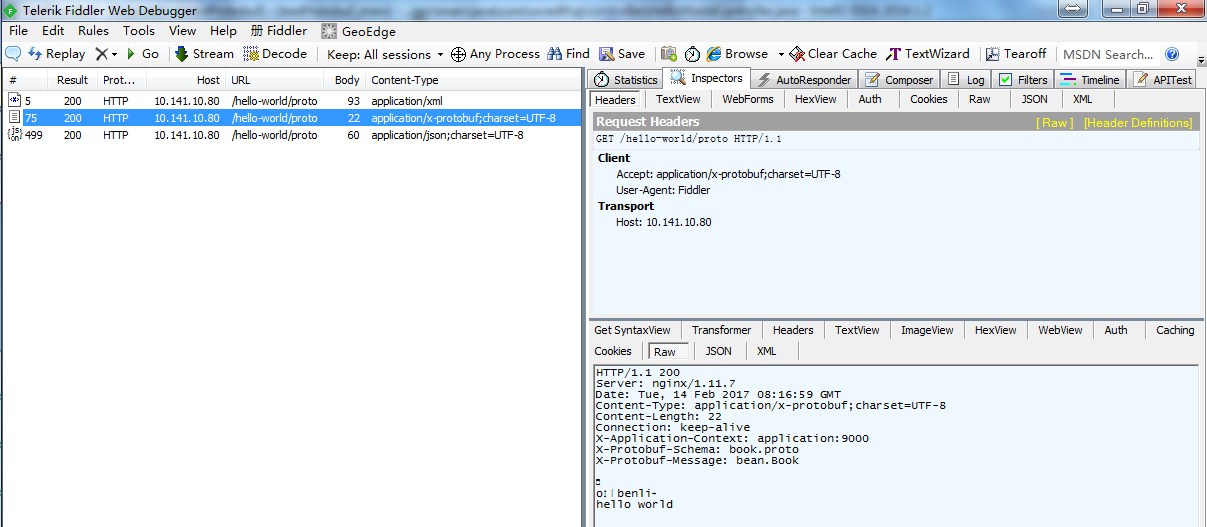 Telerik Fiddler Web Debugger
File Edit Rules Tools View Help 册 Fiddler GeoEdge
Replay Go Stream Decode Keep: All sessions Any Process Find Save Browse Clear Cache TextWizard Tearoff MSDN Search...
# Result Prot... Host URL Body Content-Type
5 200 HTTP 10.141.10.80 /hello-world/proto 93 application/xml
75 200 HTTP 10.141.10.80 /hello-world/proto 22 application/x-protobuf;charset=UTF-8
499 200 HTTP 10.141.10.80 /hello-world/proto 60 application/json;charset=UTF-8
Statistics Inspectors AutoResponder Composer Log Filters Timeline APITest
Headers TextView WebForms HexView Auth Cookies Raw JSON XML
Request Headers [ Raw ] [Header Definitions]
GET /hello-world/proto HTTP/1.1
Client
Accept: application/x-protobuf;charset=UTF-8
User-Agent: Fiddler
Transport
Host: 10.141.10.80
Get SyntaxView Transformer Headers TextView ImageView HexView WebView Auth Caching
Cookies Raw JSON XML
HTTP/1.1 200
Server: nginx/1.11.7
Date: Tue, 14 Feb 2017 08:16:59 GMT
Content-Type: application/x-protobuf;charset=UTF-8
Content-Length: 22
Connection: keep-alive
X-Application-Context: application:9000
X-Protobuf-Schema: book.proto
X-Protobuf-Message: bean.Book
benli-
hello world